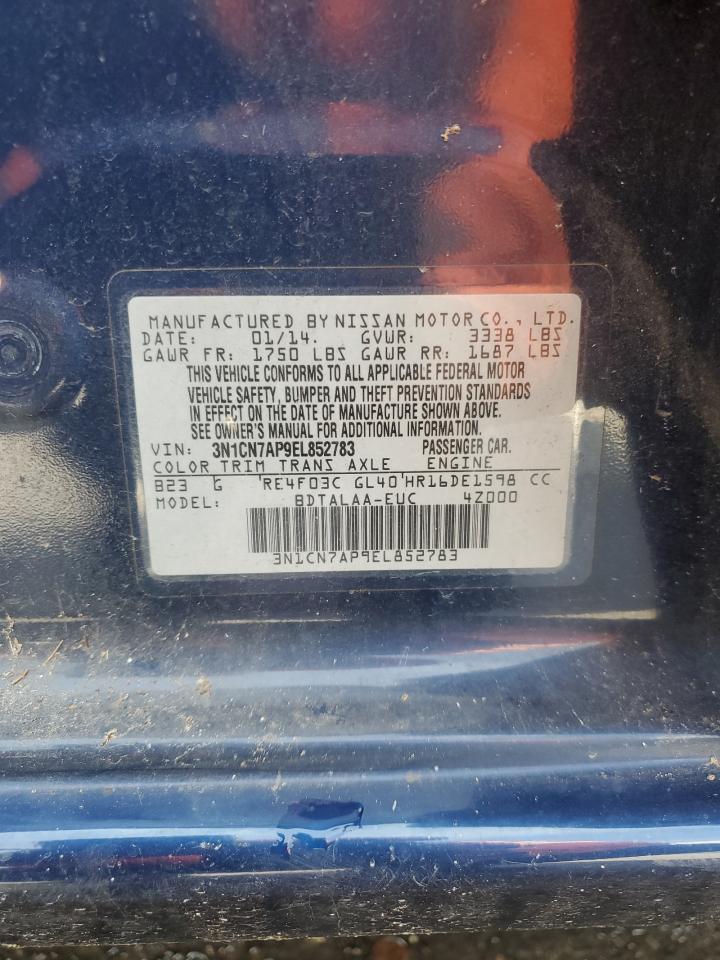 MANUFACTURED BY NISSAN MOTOR CO., LTD.
DATE: 01/14. GVWR: 3338 LBS
GAWR FR: 1750 LBS GAWR RR: 1687 LBS
THIS VEHICLE CONFORMS TO ALL APPLICABLE FEDERAL MOTOR
VEHICLE SAFETY, BUMPER AND THEFT PREVENTION STANDARDS
IN EFFECT ON THE DATE OF MANUFACTURE SHOWN ABOVE.
SEE OWNER'S MANUAL FOR ADDITIONAL INFORMATION.
VIN: 3N1CN7AP9EL852783 PASSENGER CAR.
COLOR TRIM TRANS AXLE ENGINE
B23 G 'RE4F03C GL40'HR16DE1598 CC
MODEL: BDTALAA-EUC 4Z000
3N1CN7AP9EL852783